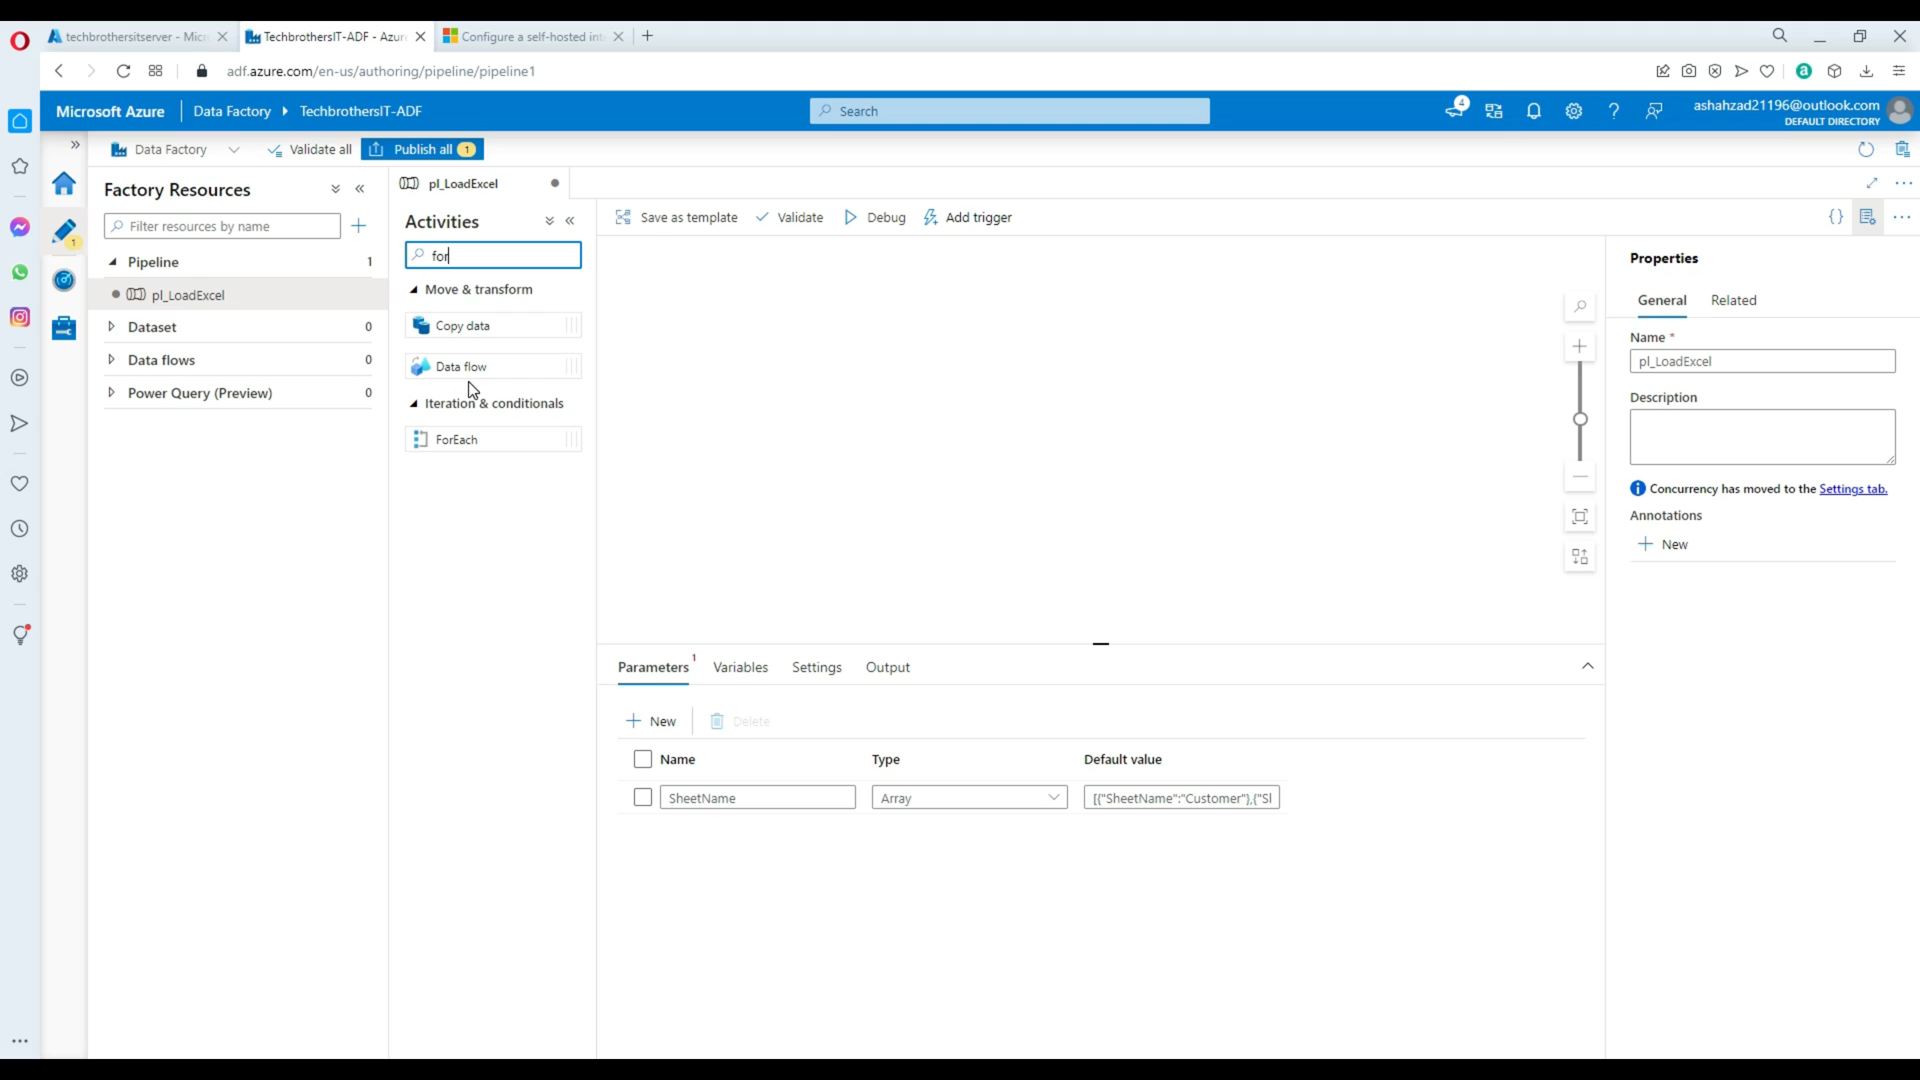 techbrothersitserver - Micr
TechbrothersIT-ADF - Azur
Configure a self-hosted int
adf.azure.com/en-us/authoring/pipeline/pipeline1
Microsoft Azure
Data Factory
TechbrothersIT-ADF
Search
4
ashahzad21196@outlook.com
DEFAULT DIRECTORY
Data Factory
Validate all
Publish all 1
1
Factory Resources
Filter resources by name
Pipeline 1
pl_LoadExcel
Dataset 0
Data flows 0
Power Query (Preview) 0
pl_LoadExcel
Activities
for
Move & transform
Copy data
Data flow
Iteration & conditionals
ForEach
Save as template
Validate
Debug
Add trigger
Parameters 1
Variables
Settings
Output
New
Delete
Name
Type
Default value
SheetName
Array
[{"SheetName":"Customer"},{"Sl
Properties
General
Related
Name *
pl_LoadExcel
Description
Concurrency has moved to the Settings tab.
Annotations
New